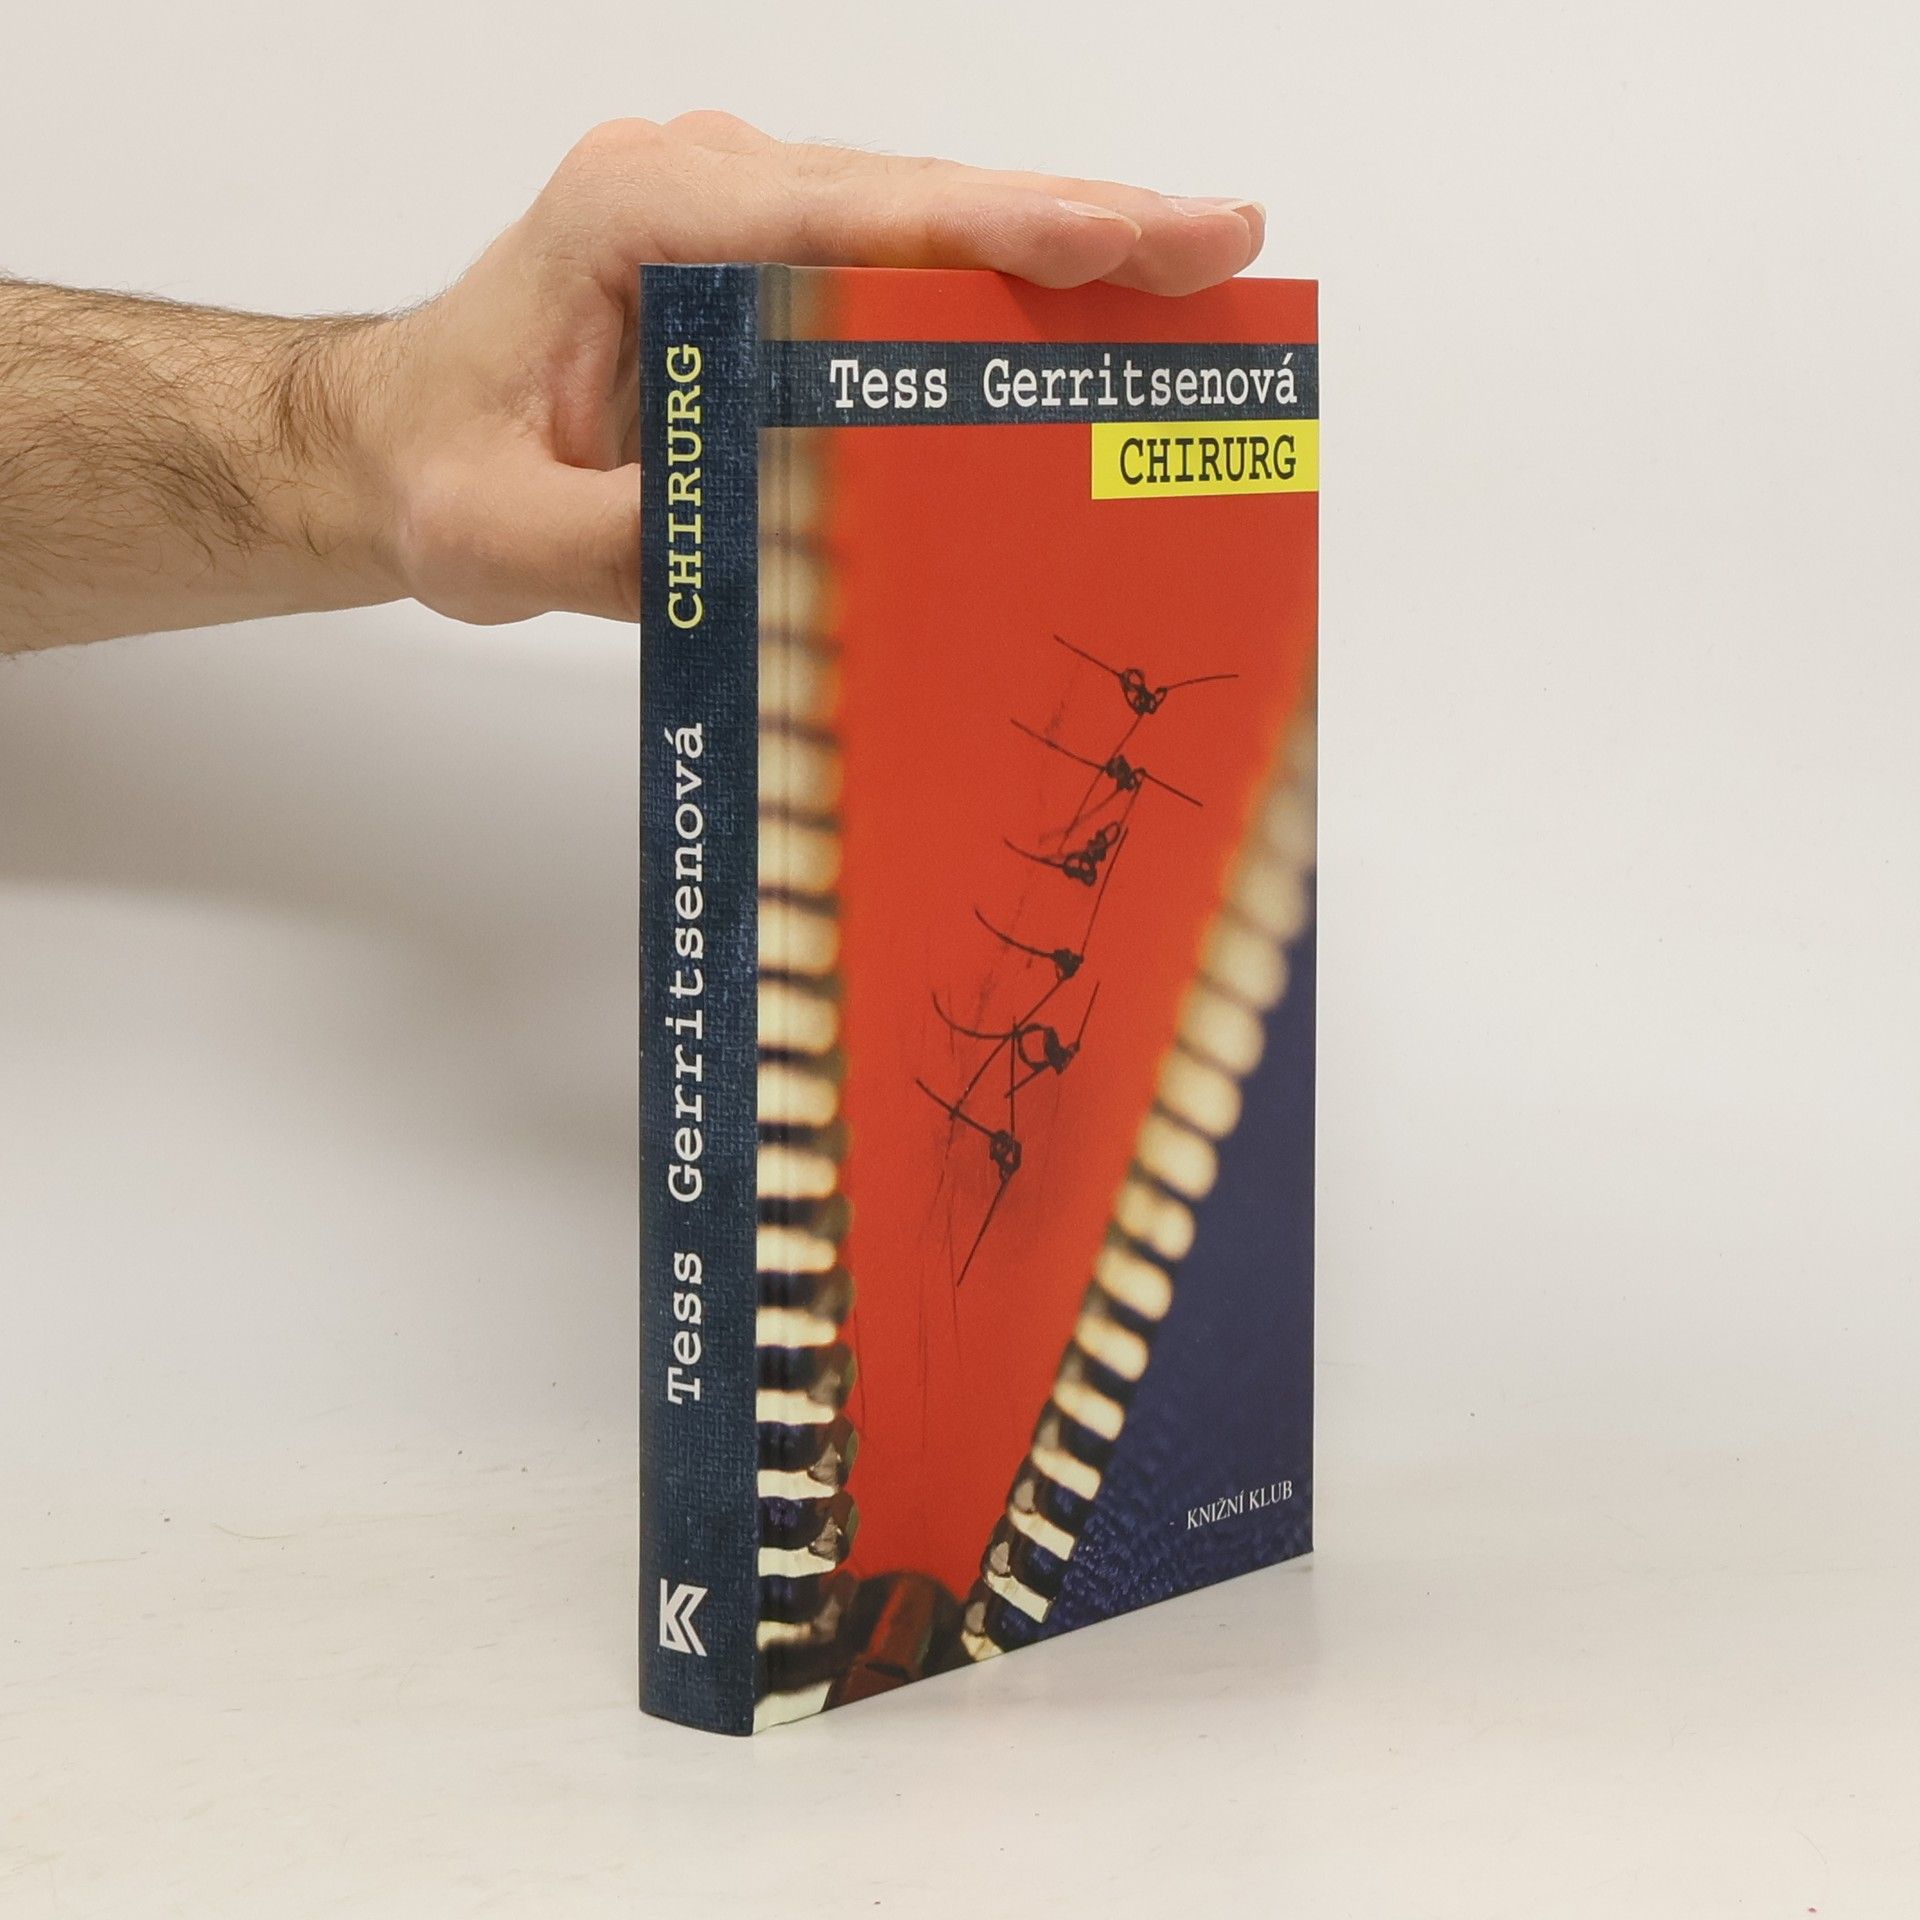 Tess Gerritsenová
CHIRURG
KNIŽNÍ KLUB
Tess Gerritsenová CHIRURG